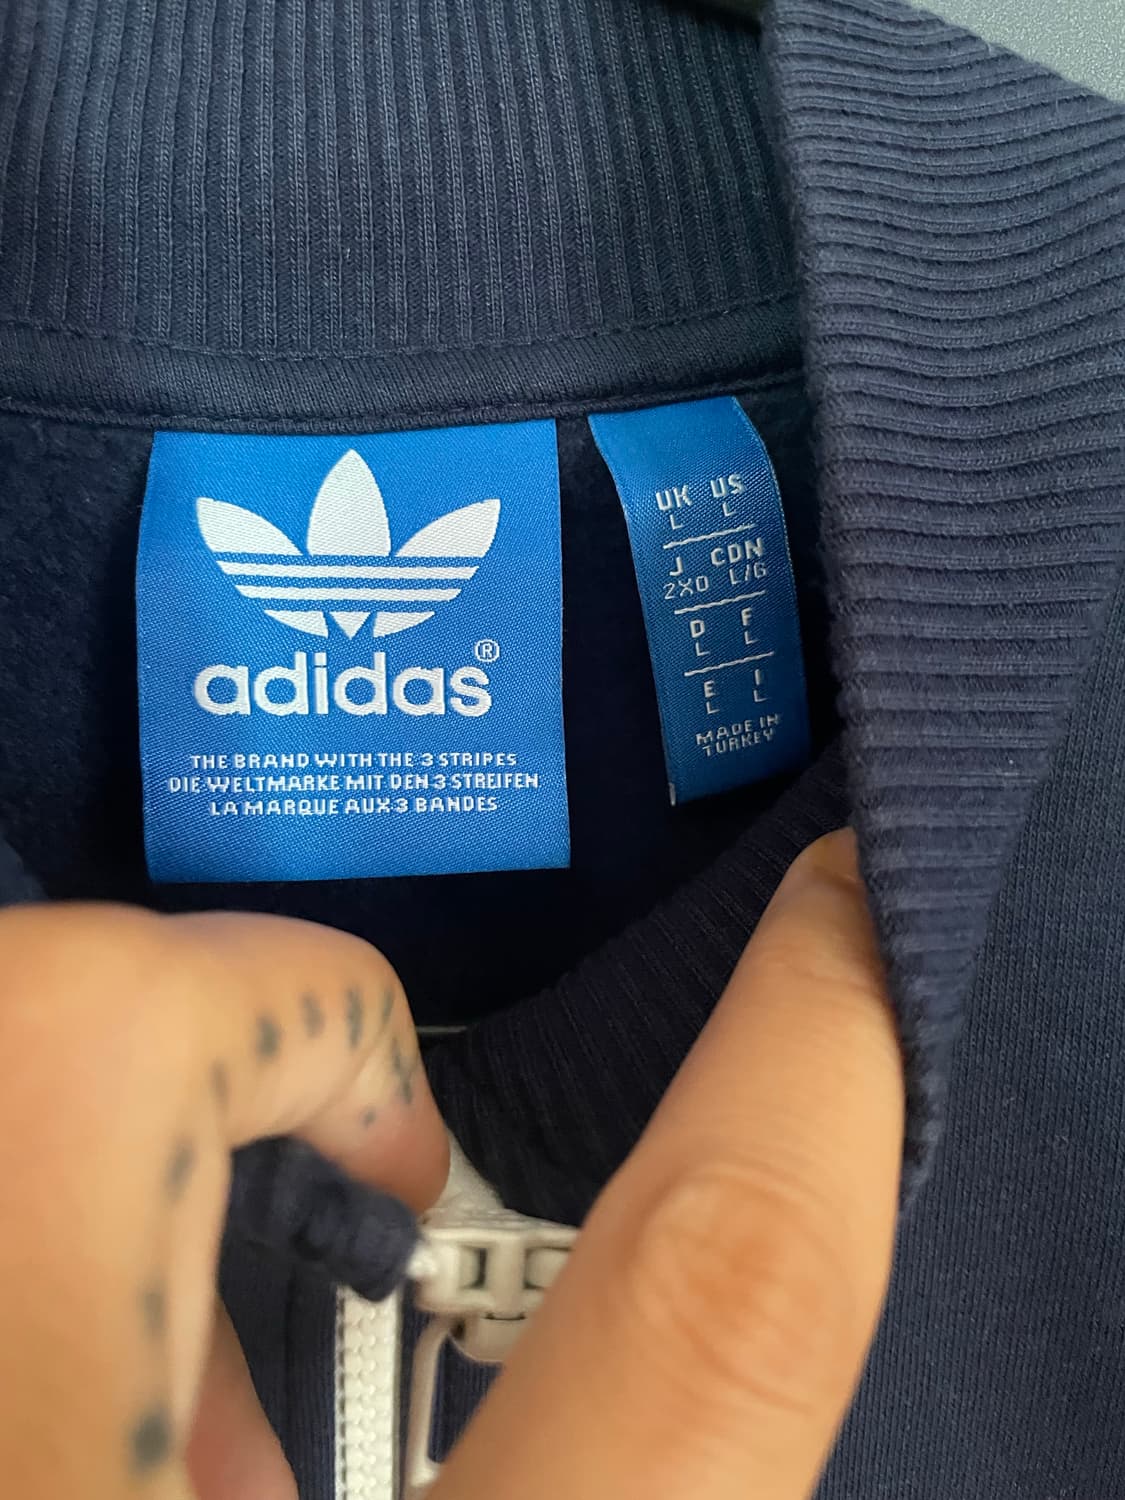 adidas®
THE BRAND WITH THE 3 STRIPES
DIE WELTMARKE MIT DEN 3 STREIFEN
LA MARQUE AUX 3 BANDES
UK US
L L
J CDN
2XO L/G
D F
L L
E I
L L
MADE IN
TURKEY